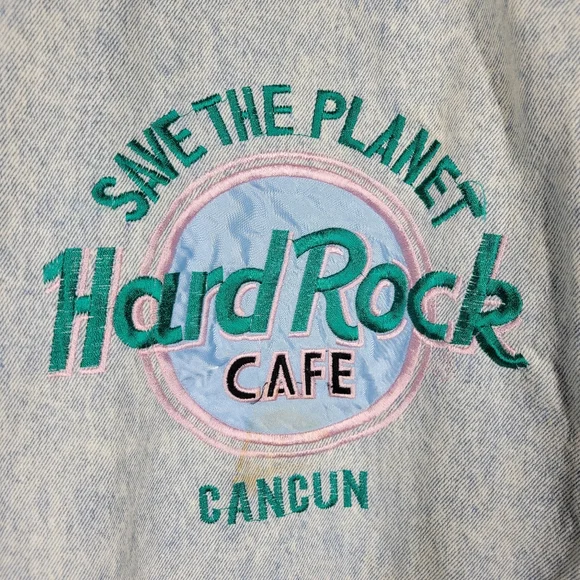 SAVE THE PLANET
Hard Rock
CAFE
CANCUN